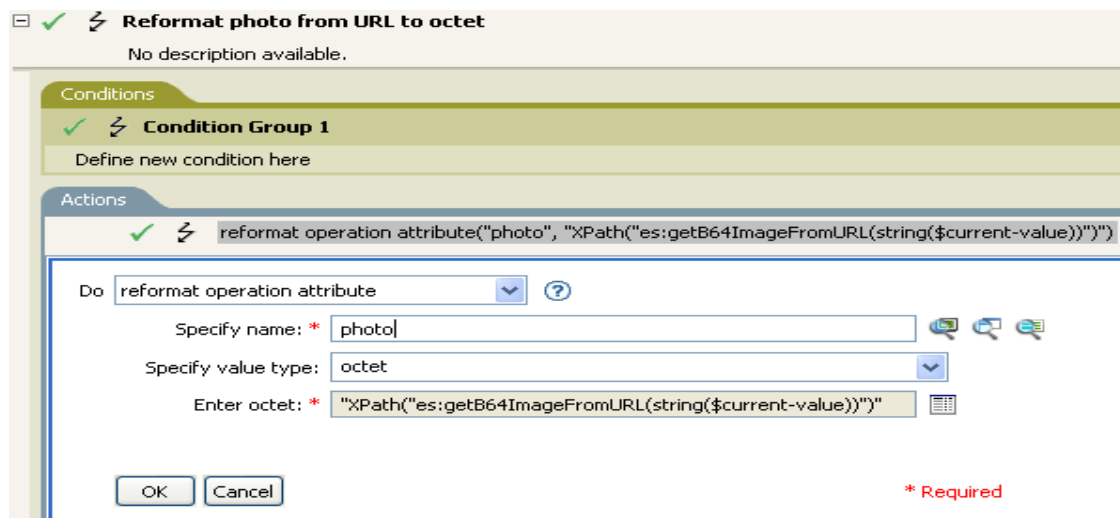 Reformat photo from URL to octet
No description available.
Conditions
Condition Group 1
Define new condition here
Actions
reformat operation attribute("photo", "XPath("es:getB64ImageFromURL(string($current-value))")")
Do reformat operation attribute
Specify name: * photo
Specify value type: octet
Enter octet: * "XPath("es:getB64ImageFromURL(string($current-value))")"
OK Cancel * Required